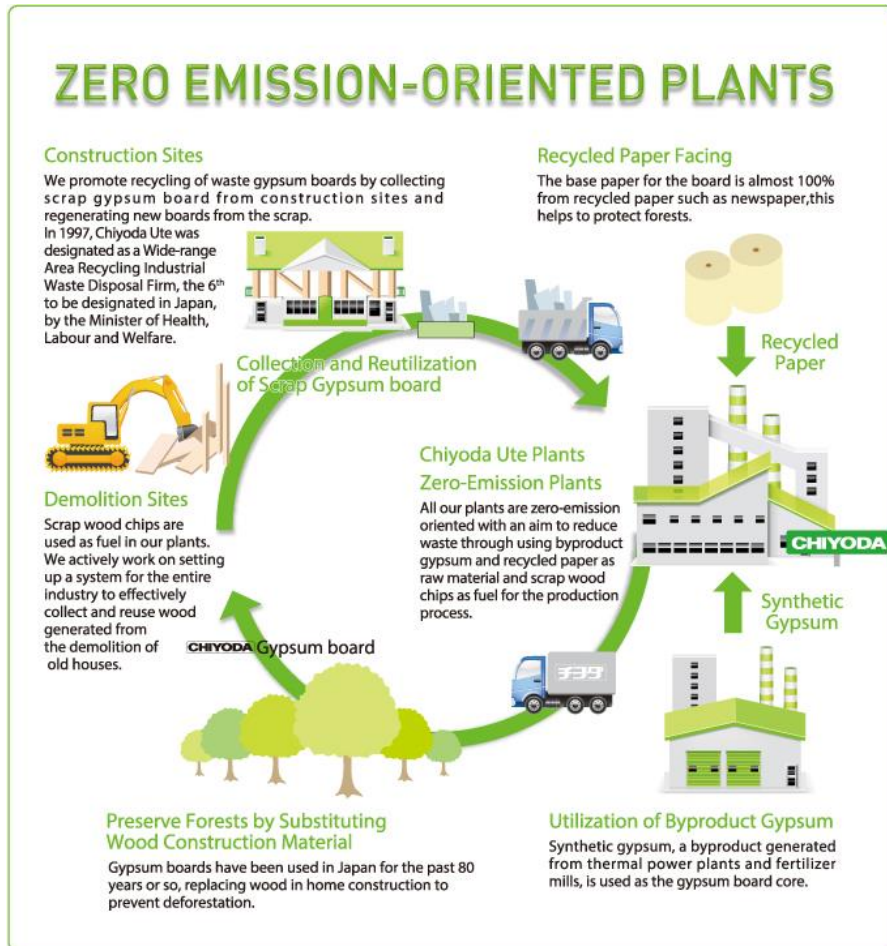 ZERO EMISSION-ORIENTED PLANTS
Construction Sites
We promote recycling of waste gypsum boards by collecting
scrap gypsum board from construction sites and
regenerating new boards from the scrap.
In 1997, Chiyoda Ute was
designated as a Wide-range
Area Recycling Industrial
Waste Disposal Firm, the 6th
to be designated in Japan,
by the Minister of Health,
Labour and Welfare.
Recycled Paper Facing
The base paper for the board is almost 100%
from recycled paper such as newspaper,this
helps to protect forests.
Recycled
Paper
Collection and Reutilization
of Scrap Gypsum board
Chiyoda Ute Plants
Zero-Emission Plants
All our plants are zero-emission
oriented with an aim to reduce
waste through using byproduct
gypsum and recycled paper as
raw material and scrap wood
chips as fuel for the production
process.
CHIYODA
Demolition Sites
Scrap wood chips are
used as fuel in our plants.
We actively work on setting
up a system for the entire
industry to effectively
collect and reuse wood
generated from
the demolition of
old houses.
CHIYODA Gypsum board
チヨダ
Synthetic
Gypsum
Preserve Forests by Substituting
Wood Construction Material
Gypsum boards have been used in Japan for the past 80
years or so, replacing wood in home construction to
prevent deforestation.
Utilization of Byproduct Gypsum
Synthetic gypsum, a byproduct generated
from thermal power plants and fertilizer
mills, is used as the gypsum board core.